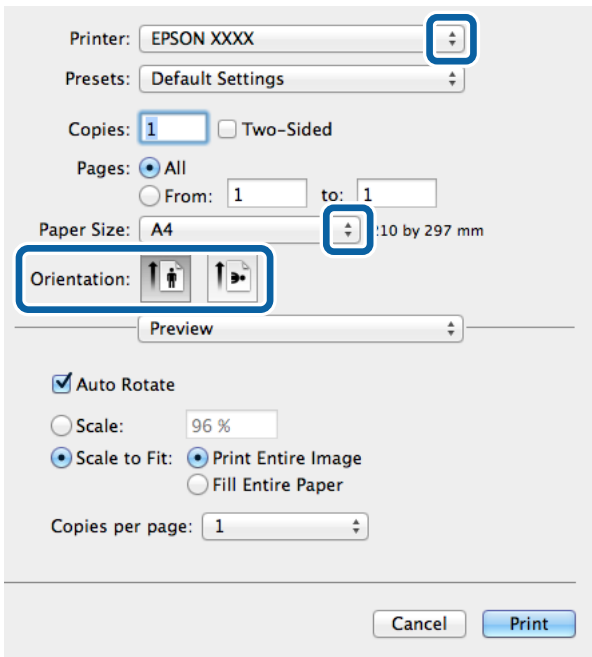 Printer: EPSON XXXX
Presets: Default Settings
Copies: 1 Two-Sided
Pages: All
From: 1 to: 1
Paper Size: A4 210 by 297 mm
Orientation:
Preview
Auto Rotate
Scale: 96 %
Scale to Fit: Print Entire Image
Fill Entire Paper
Copies per page: 1
Cancel Print